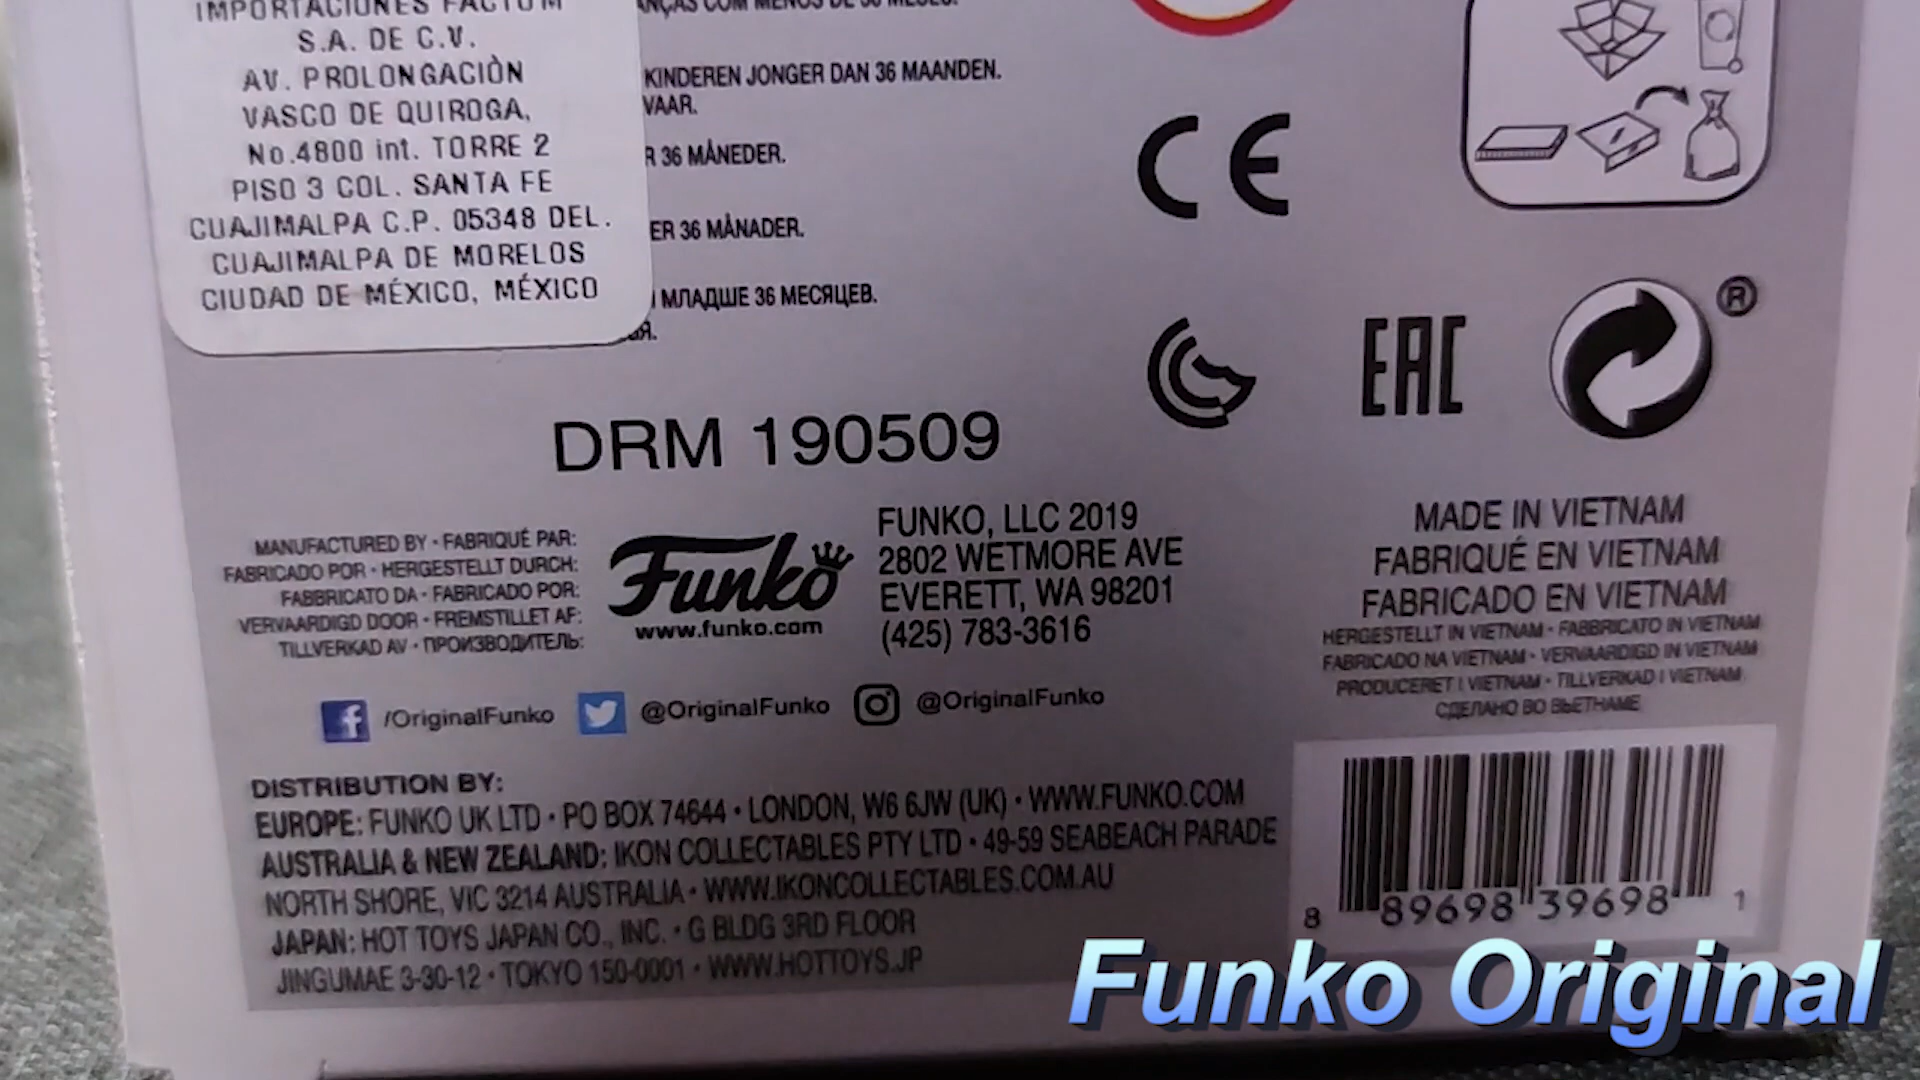 IMPORTACIONES FACTUM
S.A. DE C.V.
AV. PROLONGACIÒN
VASCO DE QUIROGA,
No.4800 int. TORRE 2
PISO 3 COL. SANTA FE
CUAJIMALPA C.P. 05348 DEL.
CUAJIMALPA DE MORELOS
CIUDAD DE MÉXICO, MÉXICO
ANÇAS COM MENOS DE 36 MESES.
KINDEREN JONGER DAN 36 MAANDEN.
VAAR.
R 36 MÅNEDER.
ER 36 MÅNADER.
МЛАДШЕ 36 МЕСЯЦЕВ.
CE
EAC
®
DRM 190509
MANUFACTURED BY • FABRIQUÉ PAR:
FABRICADO POR • HERGESTELLT DURCH:
FABBRICATO DA • FABRICADO POR:
VERVAARDIGD DOOR • FREMSTILLET AF:
TILLVERKAD AV • ПРОИЗВОДИТЕЛЬ:
Funko
www.funko.com
FUNKO, LLC 2019
2802 WETMORE AVE
EVERETT, WA 98201
(425) 783-3616
MADE IN VIETNAM
FABRIQUÉ EN VIETNAM
FABRICADO EN VIETNAM
HERGESTELLT IN VIETNAM • FABBRICATO IN VIETNAM
FABRICADO NA VIETNAM • VERVAARDIGD IN VIETNAM
PRODUCERET I VIETNAM • TILLVERKAD I VIETNAM
СДЕЛАНО ВО ВЬЕТНАМЕ
f /OriginalFunko @OriginalFunko @OriginalFunko
DISTRIBUTION BY:
EUROPE: FUNKO UK LTD • PO BOX 74644 • LONDON, W6 6JW (UK) • WWW.FUNKO.COM
AUSTRALIA & NEW ZEALAND: IKON COLLECTABLES PTY LTD • 49-59 SEABEACH PARADE
NORTH SHORE, VIC 3214 AUSTRALIA • WWW.IKONCOLLECTABLES.COM.AU
JAPAN: HOT TOYS JAPAN CO., INC. • G BLDG 3RD FLOOR
JINGUMAE 3-30-12 • TOKYO 150-0001 • WWW.HOTTOYS.JP
8 89698 39698 1
Funko Original